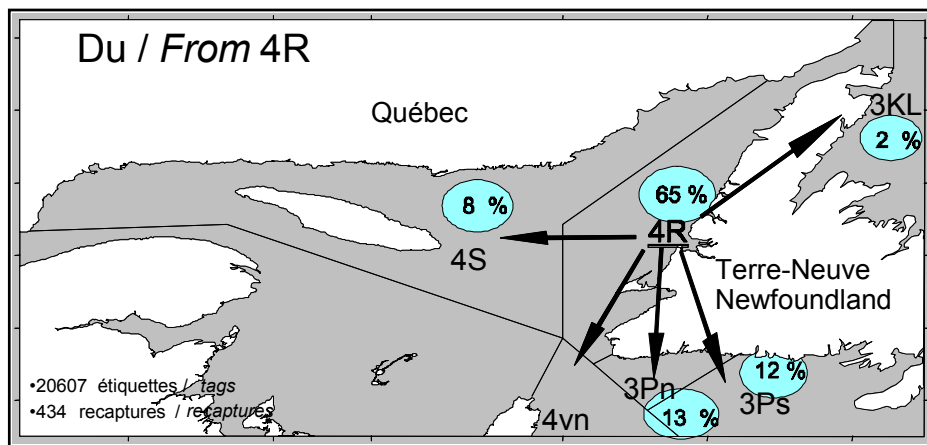 Du / From 4R
Québec
3KL
2 %
65 %
8 %
4R
4S
Terre-Neuve
Newfoundland
12 %
3Pn
3Ps
13 %
4vn
•20607 étiquettes / tags
•434 recaptures / recaptures